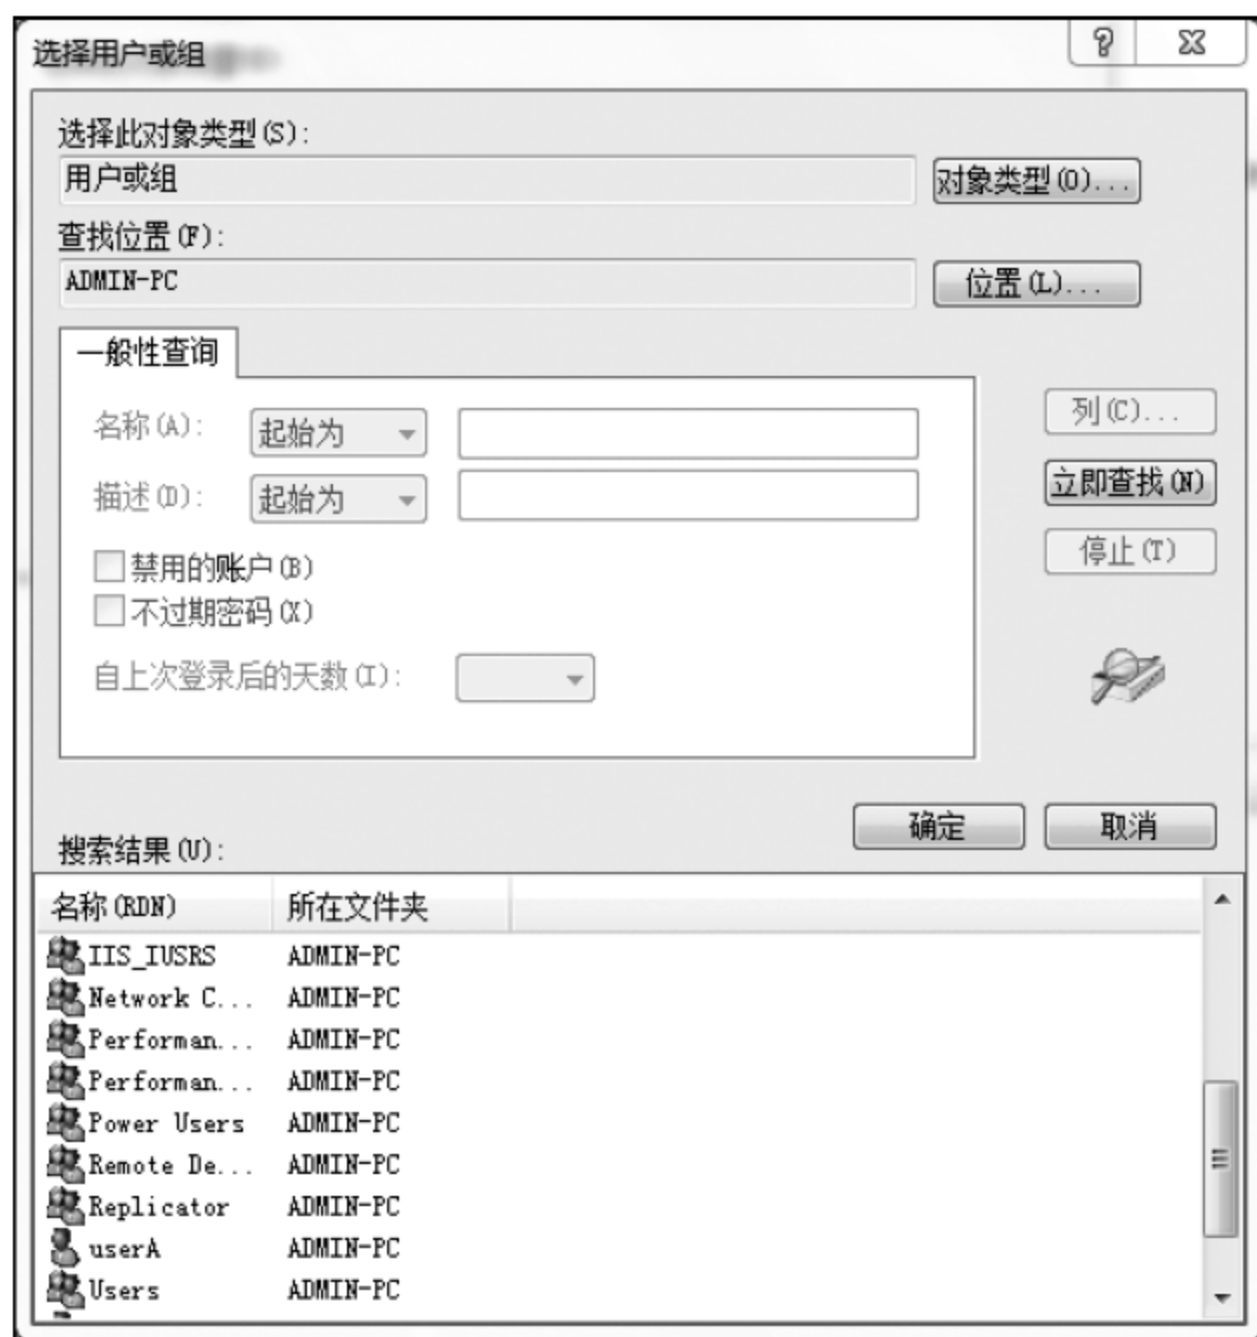 选择用户或组
选择此对象类型(S):
用户或组
对象类型(O)...
查找位置(F):
ADMIN-PC
位置(L)...
一般性查询
名称(A):
起始为
描述(D):
起始为
禁用的账户(B)
不过期密码(X)
自上次登录后的天数(I):
列(C)...
立即查找(N)
停止(T)
确定
取消
搜索结果(U):
名称(RDN) 所在文件夹
IIS_IUSRS ADMIN-PC
Network C... ADMIN-PC
Performan... ADMIN-PC
Performan... ADMIN-PC
Power Users ADMIN-PC
Remote De... ADMIN-PC
Replicator ADMIN-PC
userA ADMIN-PC
Users ADMIN-PC